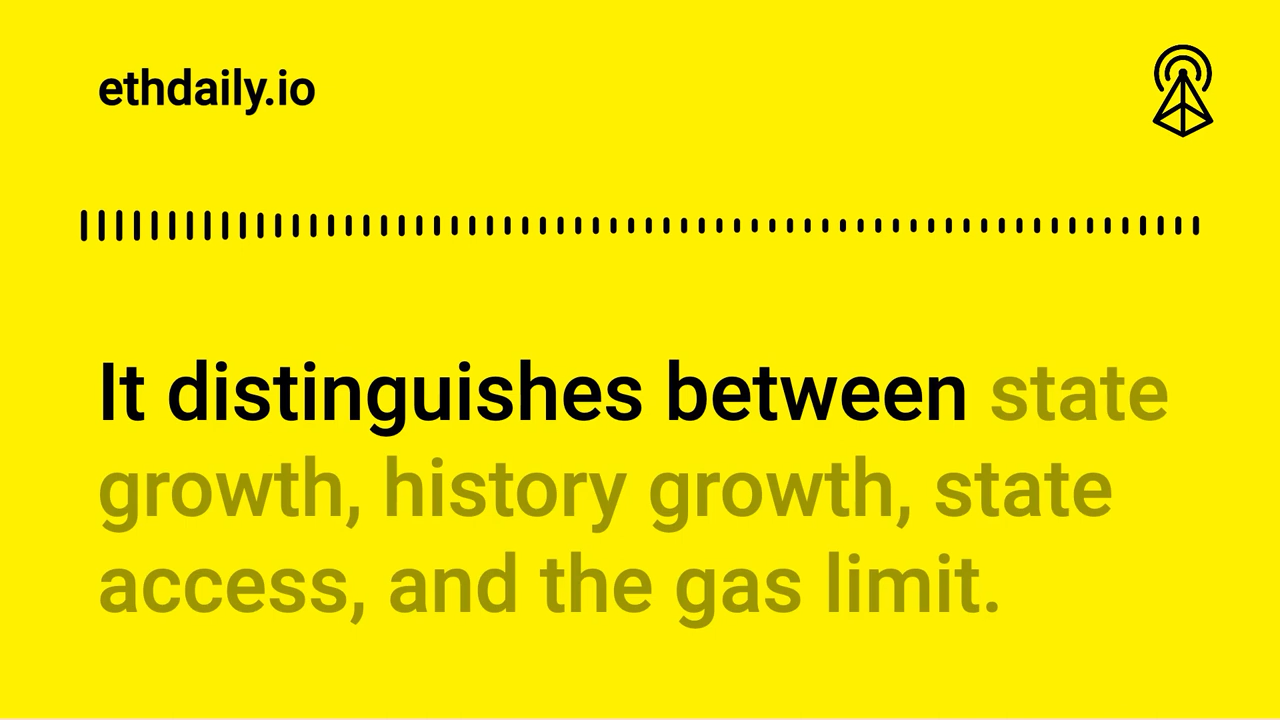 ethdaily.io
It distinguishes between state
growth, history growth, state
access, and the gas limit.